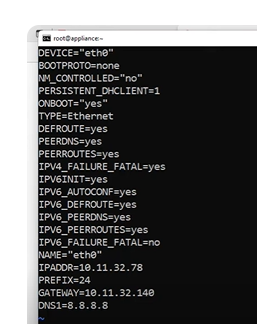 root@appliance:~
DEVICE="eth0"
BOOTPROTO=none
NM_CONTROLLED="no"
PERSISTENT_DHCLIENT=1
ONBOOT="yes"
TYPE=Ethernet
DEFROUTE=yes
PEERDNS=yes
PEERROUTES=yes
IPV4_FAILURE_FATAL=yes
IPV6INIT=yes
IPV6_AUTOCONF=yes
IPV6_DEFROUTE=yes
IPV6_PEERDNS=yes
IPV6_PEERROUTES=yes
IPV6_FAILURE_FATAL=no
NAME="eth0"
IPADDR=10.11.32.78
PREFIX=24
GATEWAY=10.11.32.140
DNS1=8.8.8.8
~